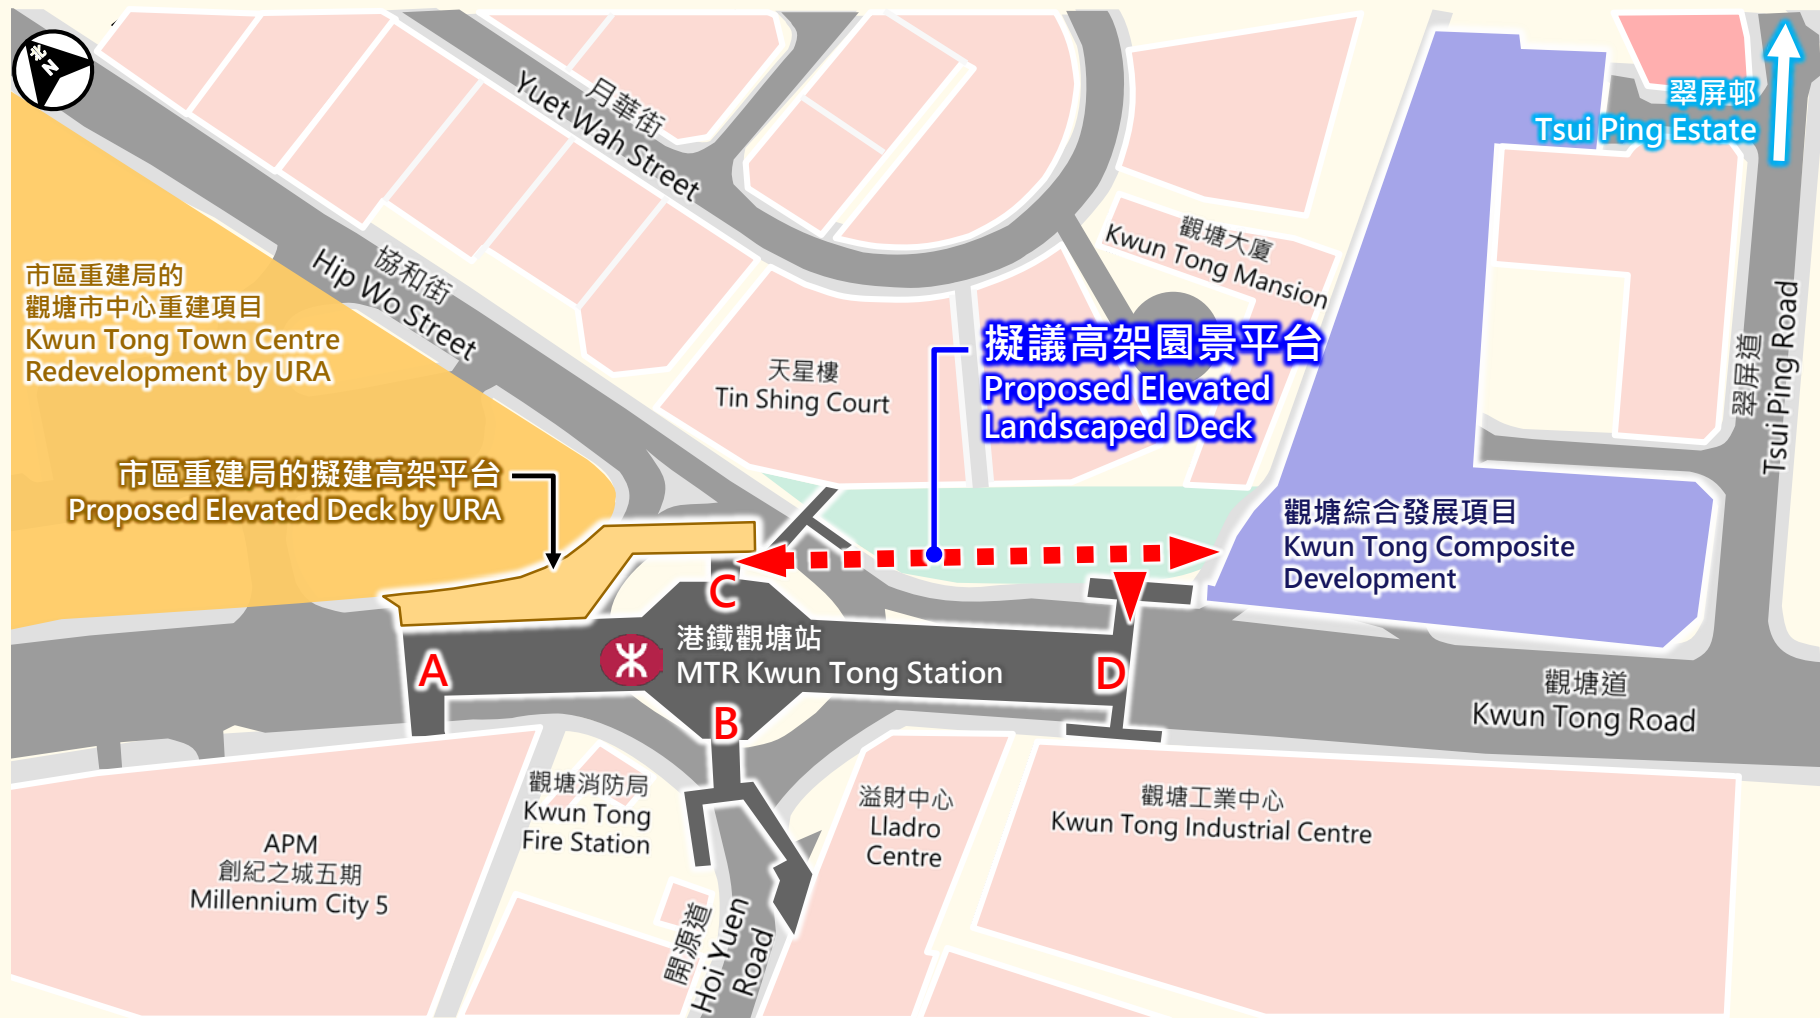 北
N
月華街
Yuet Wah Street
翠屏邨
Tsui Ping Estate
觀塘大廈
Kwun Tong Mansion
協和街
Hip Wo Street
市區重建局的
觀塘市中心重建項目
Kwun Tong Town Centre
Redevelopment by URA
天星樓
Tin Shing Court
擬議高架園景平台
Proposed Elevated
Landscaped Deck
翠屏道
Tsui Ping Road
市區重建局的擬建高架平台
Proposed Elevated Deck by URA
觀塘綜合發展項目
Kwun Tong Composite
Development
C
A
港鐵觀塘站
MTR Kwun Tong Station
D
B
觀塘道
Kwun Tong Road
觀塘消防局
Kwun Tong
Fire Station
溢財中心
Lladro
Centre
觀塘工業中心
Kwun Tong Industrial Centre
APM
創紀之城五期
Millennium City 5
開源道
Hoi Yuen
Road